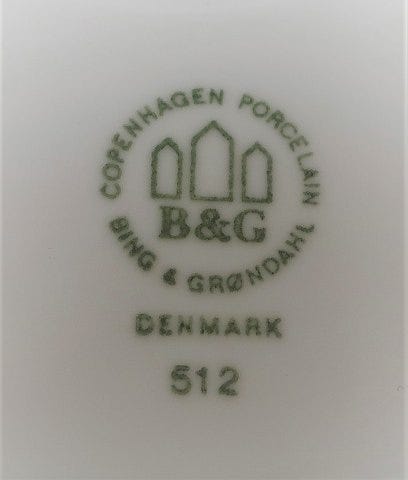 COPENHAGEN PORCELAIN
B&G
BING & GRØNDAHL
DENMARK
512